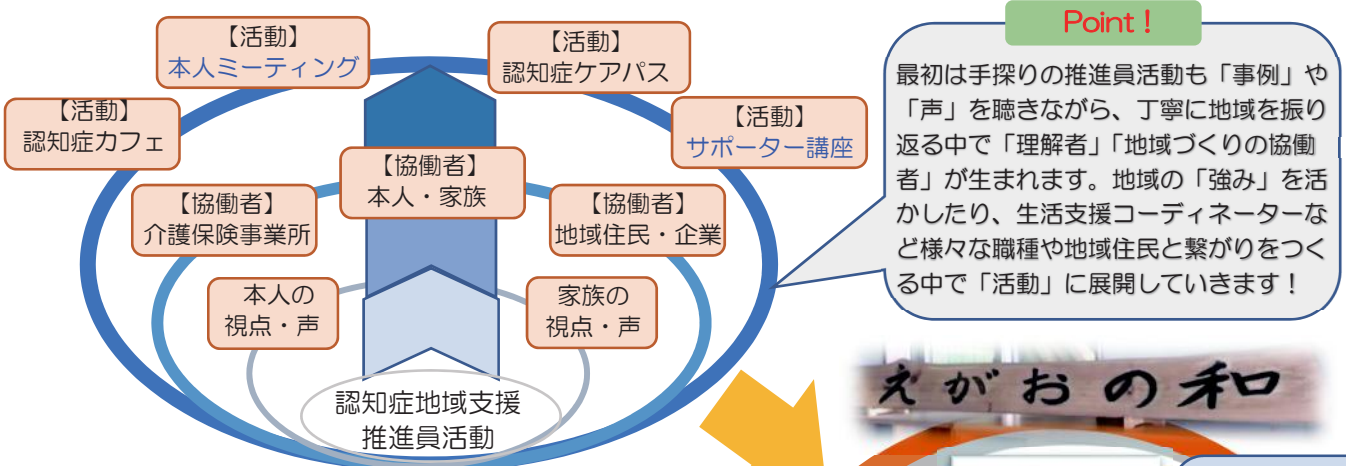 【活動】
本人ミーティング
【活動】
認知症ケアパス
【活動】
認知症カフェ
【活動】
サポーター講座
【協働者】
本人・家族
【協働者】
介護保険事業所
【協働者】
地域住民・企業
本人の
視点・声
家族の
視点・声
認知症地域支援
推進員活動
Point！
最初は手探りの推進員活動も「事例」や
「声」を聴きながら、丁寧に地域を振り
返る中で「理解者」「地域づくりの協働
者」が生まれます。地域の「強み」を活
かしたり、生活支援コーディネーターな
ど様々な職種や地域住民と繋がりをつく
る中で「活動」に展開していきます！
えがおの和